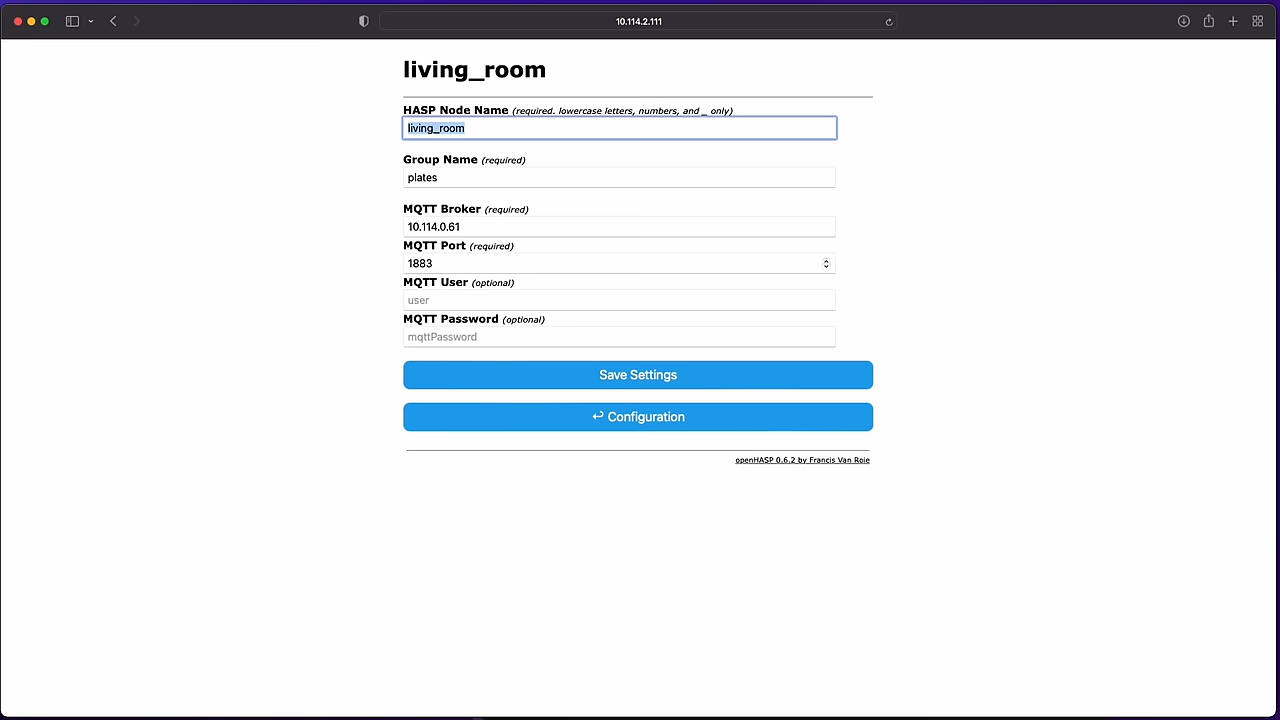 10.114.2.111
living_room
HASP Node Name (required. lowercase letters, numbers, and _ only)
living_room
Group Name (required)
plates
MQTT Broker (required)
10.114.0.61
MQTT Port (required)
1883
MQTT User (optional)
user
MQTT Password (optional)
mqttPassword
Save Settings
↩ Configuration
openHASP 0.6.2 by Francis Van Roie